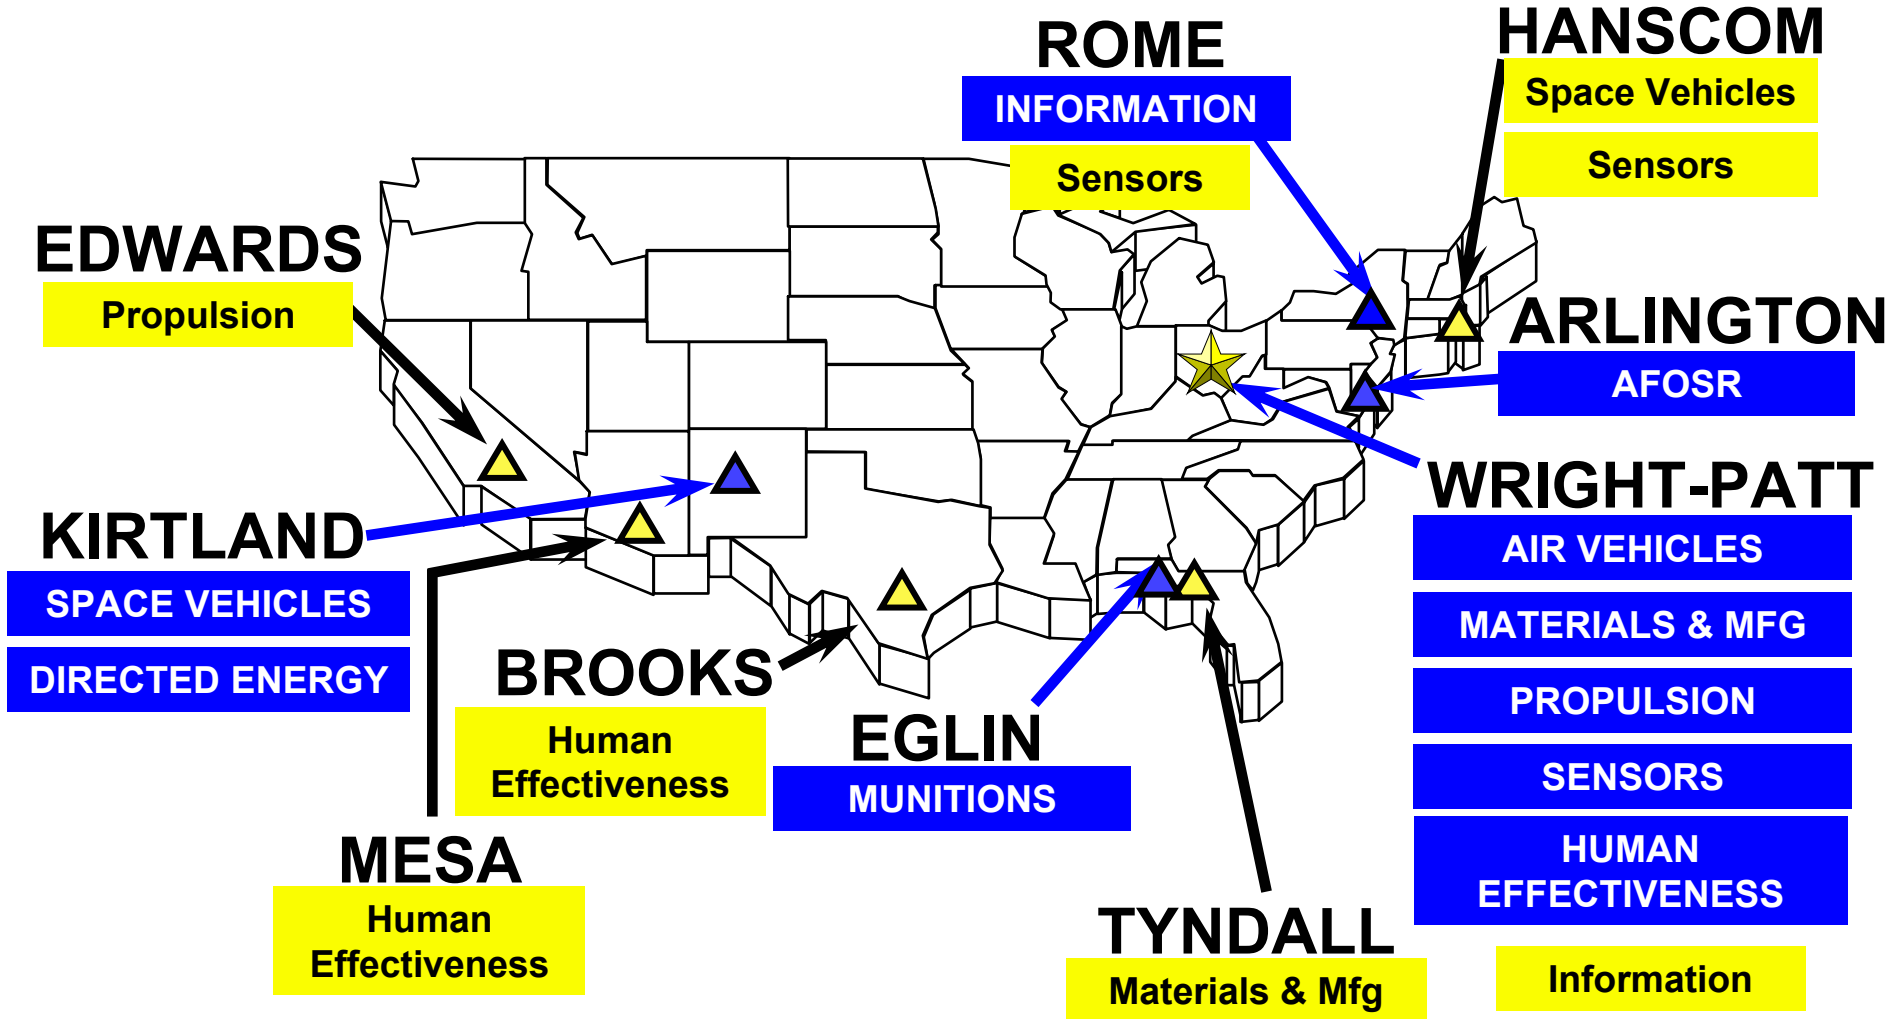 ROME
INFORMATION
Sensors
HANSCOM
Space Vehicles
Sensors
EDWARDS
Propulsion
ARLINGTON
AFOSR
KIRTLAND
SPACE VEHICLES
DIRECTED ENERGY
WRIGHT-PATT
AIR VEHICLES
MATERIALS & MFG
PROPULSION
SENSORS
HUMAN
EFFECTIVENESS
Information
BROOKS
Human
Effectiveness
EGLIN
MUNITIONS
MESA
Human
Effectiveness
TYNDALL
Materials & Mfg